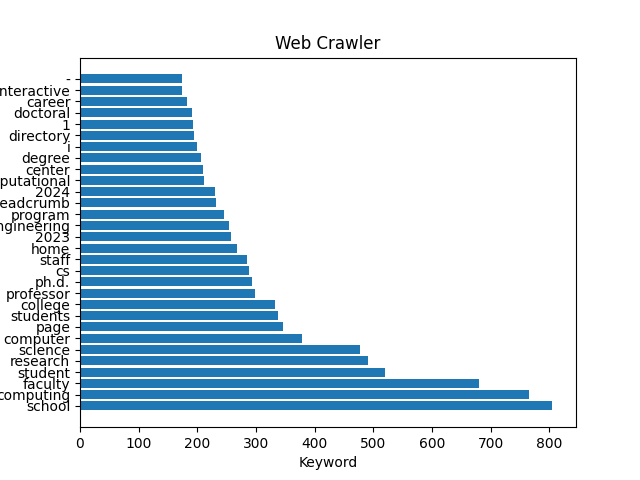 Web Crawler
-
nteractive
career
doctoral
1
directory
i
degree
center
putational
2024
eadcrumb
program
ngineering
2023
home
staff
cs
ph.d.
professor
college
students
page
computer
science
research
student
faculty
computing
school
0 100 200 300 400 500 600 700 800
Keyword